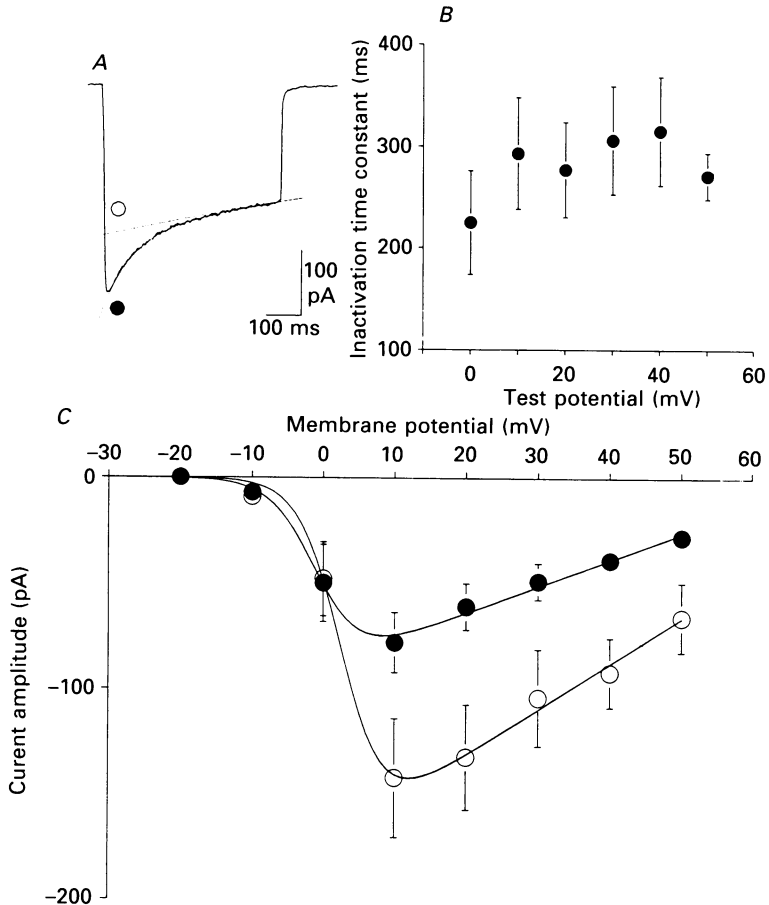 A
100
pA
100 ms
B
Inactivation time constant (ms)
400
300
200
100
0 20 40 60
Test potential (mV)
C
Membrane potential (mV)
−30 −20 −10 0 10 20 30 40 50 60
0
−100
−200
Curent amplitude (pA)